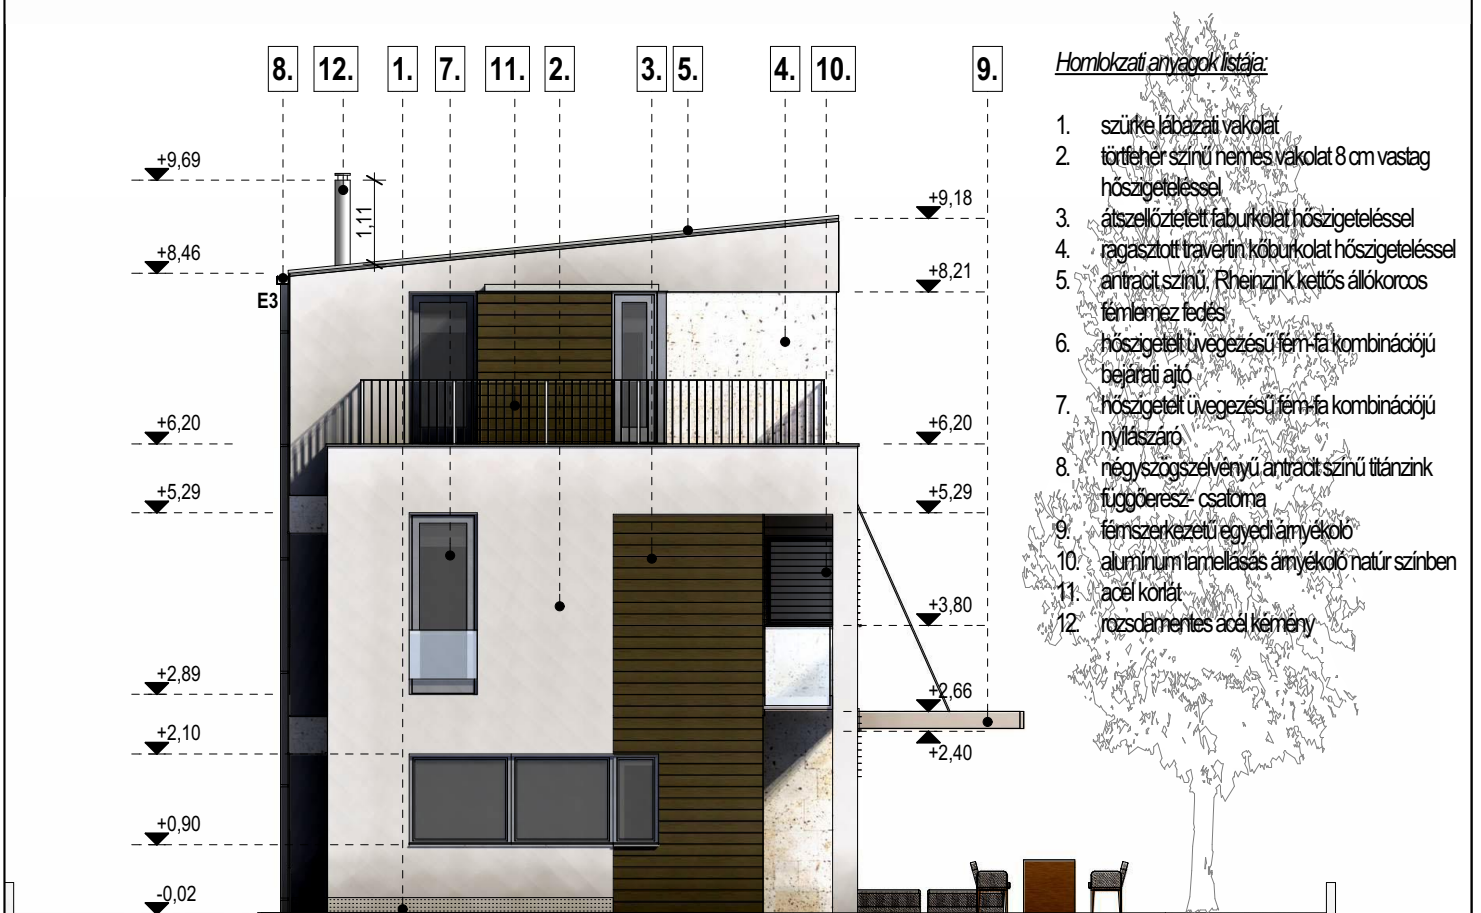 8. 12. 1. 7. 11. 2. 3. 5. 4. 10. 9.
Homlokzati anyagok listája:
1. szürke lábazati vakolat
2. törtfehér színű nemes vakolat 8 cm vastag
hőszigeteléssel
3. átszellőztetett faburkolat hőszigeteléssel
4. ragasztott travertin kőburkolat hőszigeteléssel
5. antracit színű, Rheinzink kettős állókorcos
fémlemez fedés
6. hőszigetelt üvegezésű fém-fa kombinációjú
bejárati ajtó
7. hőszigetelt üvegezésű fém-fa kombinációjú
nyílászáró
8. négyszögszelvényű antracit színű titánzink
függőeresz- csatorna
9. fémszerkezetű egyedi árnyékoló
10. alumínum lamellásás árnyékoló natúr színben
11. acél korlát
12. rozsdamentes acél kémény
+9,69
1,11
+9,18
+8,46
+8,21
E3
+6,20
+6,20
+5,29
+5,29
+3,80
+2,89
+2,66
+2,10
+2,40
+0,90
-0,02